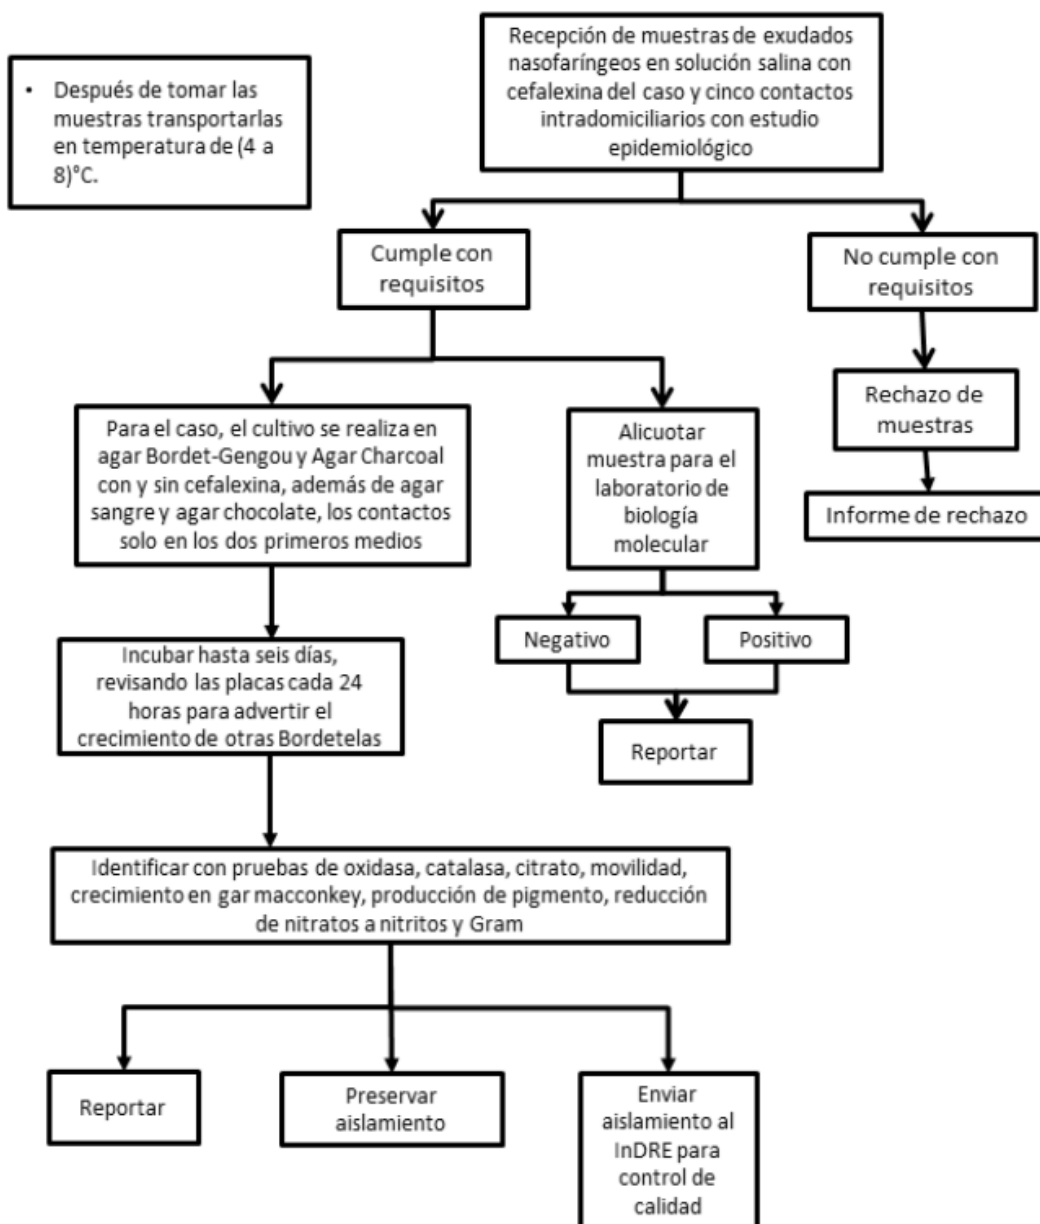 Recepción de muestras de exudados
nasofaríngeos en solución salina con
cefalexina del caso y cinco contactos
intradomiciliarios con estudio
epidemiológico
• Después de tomar las
muestras transportarlas
en temperatura de (4 a
8)°C.
Cumple con
requisitos
No cumple con
requisitos
Para el caso, el cultivo se realiza en
agar Bordet-Gengou y Agar Charcoal
con y sin cefalexina, además de agar
sangre y agar chocolate, los contactos
solo en los dos primeros medios
Alicuotar
muestra para el
laboratorio de
biología
molecular
Rechazo de
muestras
Informe de rechazo
Negativo
Positivo
Incubar hasta seis días,
revisando las placas cada 24
horas para advertir el
crecimiento de otras Bordetelas
Reportar
Identificar con pruebas de oxidasa, catalasa, citrato, movilidad,
crecimiento en gar macconkey, producción de pigmento, reducción
de nitratos a nitritos y Gram
Reportar
Preservar
aislamiento
Enviar
aislamiento al
InDRE para
control de
calidad